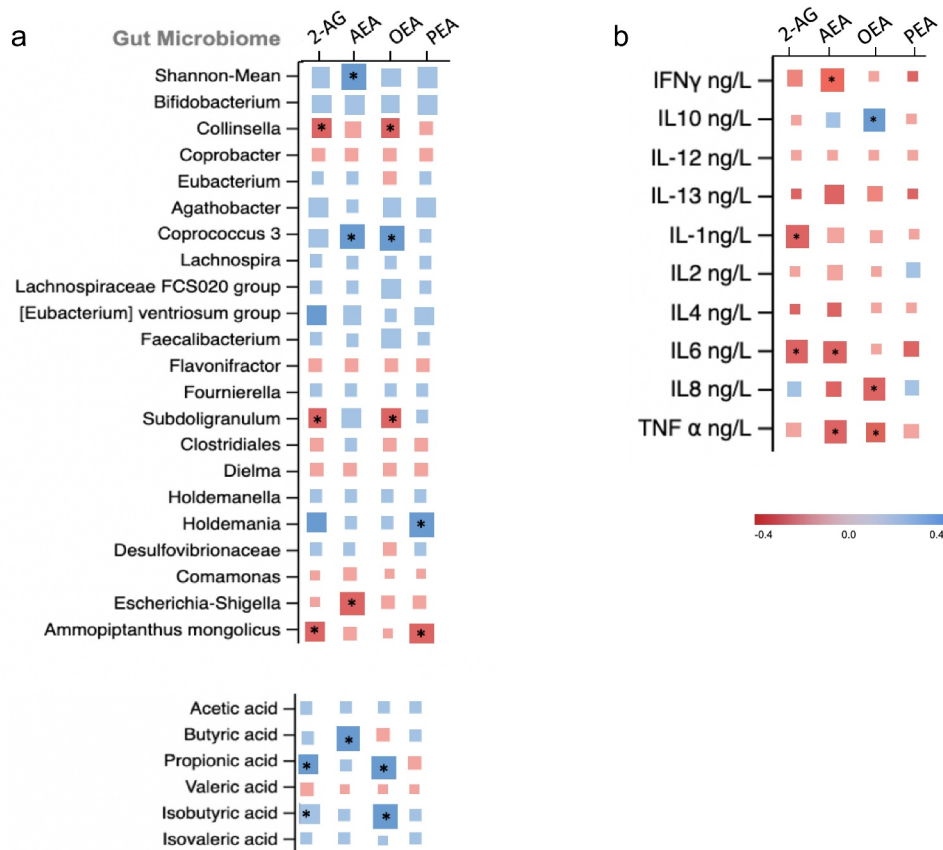 a
Gut Microbiome
2-AG AEA OEA PEA
Shannon-Mean
*
Bifidobacterium
Collinsella
* *
Coprobacter
Eubacterium
Agathobacter
Coprococcus 3
* *
Lachnospira
Lachnospiraceae FCS020 group
[Eubacterium] ventriosum group
Faecalibacterium
Flavonifractor
Fournierella
Subdoligranulum
* *
Clostridiales
Dielma
Holdemanella
Holdemania
*
Desulfovibrionaceae
Comamonas
Escherichia-Shigella
*
Ammopiptanthus mongolicus
* *
Acetic acid
Butyric acid
*
Propionic acid
* *
Valeric acid
Isobutyric acid
* *
Isovaleric acid
b
2-AG AEA OEA PEA
IFNγ ng/L
*
IL10 ng/L
*
IL-12 ng/L
IL-13 ng/L
IL-1ng/L
*
IL2 ng/L
IL4 ng/L
IL6 ng/L
* *
IL8 ng/L
*
TNF α ng/L
* *
-0.4 0.0 0.4